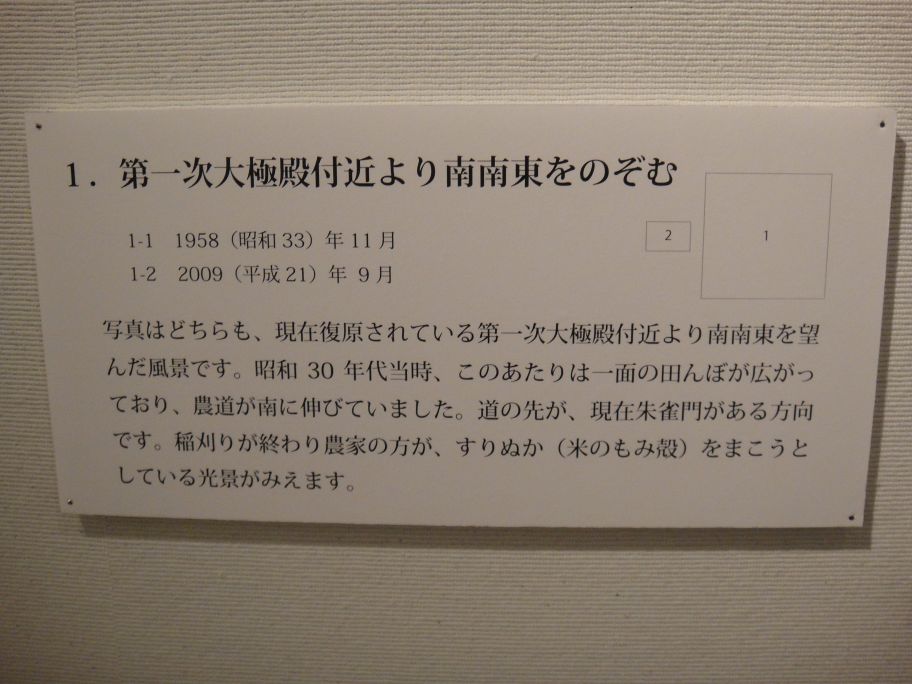 1．第一次大極殿付近より南南東をのぞむ
1-1　1958（昭和33）年11月
1-2　2009（平成21）年 9月
2
1
写真はどちらも、現在復原されている第一次大極殿付近より南南東を望
んだ風景です。昭和 30 年代当時、このあたりは一面の田んぼが広がっ
ており、農道が南に伸びていました。道の先が、現在朱雀門がある方向
です。稲刈りが終わり農家の方が、すりぬか（米のもみ殻）をまこうと
している光景がみえます。